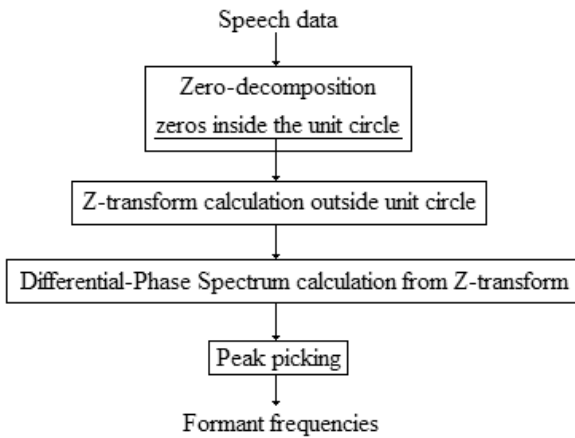 Speech data
Zero-decomposition
zeros inside the unit circle
Z-transform calculation outside unit circle
Differential-Phase Spectrum calculation from Z-transform
Peak picking
Formant frequencies